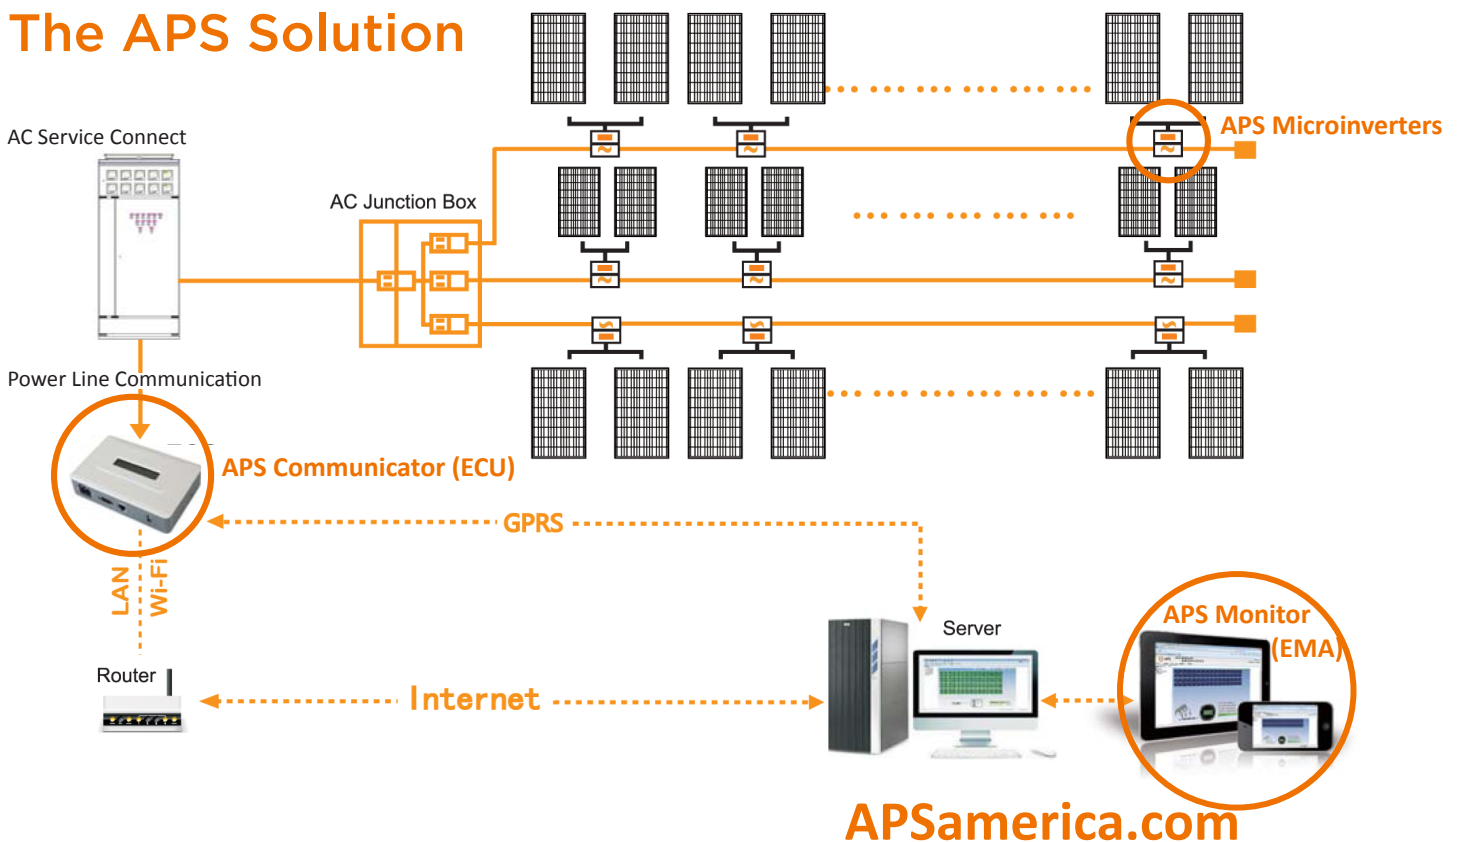 The APS Solution
AC Service Connect
APS Microinverters
AC Junction Box
Power Line Communication
APS Communicator (ECU)
GPRS
LAN
Wi-Fi
Server
APS Monitor
(EMA)
Router
Internet
APSamerica.com